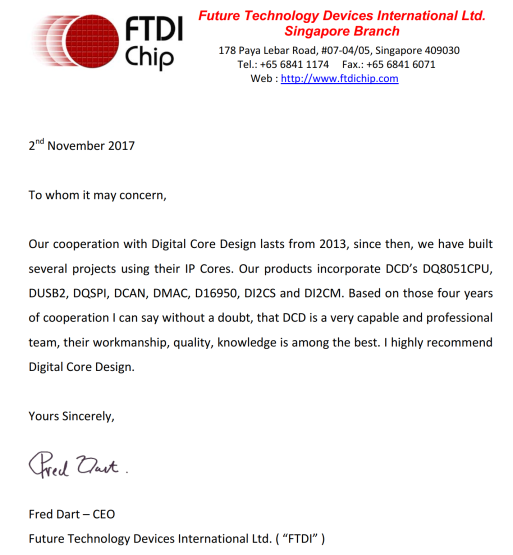 FTDI
Chip
Future Technology Devices International Ltd.
Singapore Branch
178 Paya Lebar Road, #07-04/05, Singapore 409030
Tel.: +65 6841 1174 Fax.: +65 6841 6071
Web : http://www.ftdichip.com
2nd November 2017
To whom it may concern,
Our cooperation with Digital Core Design lasts from 2013, since then, we have built
several projects using their IP Cores. Our products incorporate DCD's DQ8051CPU,
DUSB2, DQSPI, DCAN, DMAC, D16950, DI2CS and DI2CM. Based on those four years
of cooperation I can say without a doubt, that DCD is a very capable and professional
team, their workmanship, quality, knowledge is among the best. I highly recommend
Digital Core Design.
Yours Sincerely,
Fred Dart.
Fred Dart – CEO
Future Technology Devices International Ltd. ( “FTDI” )